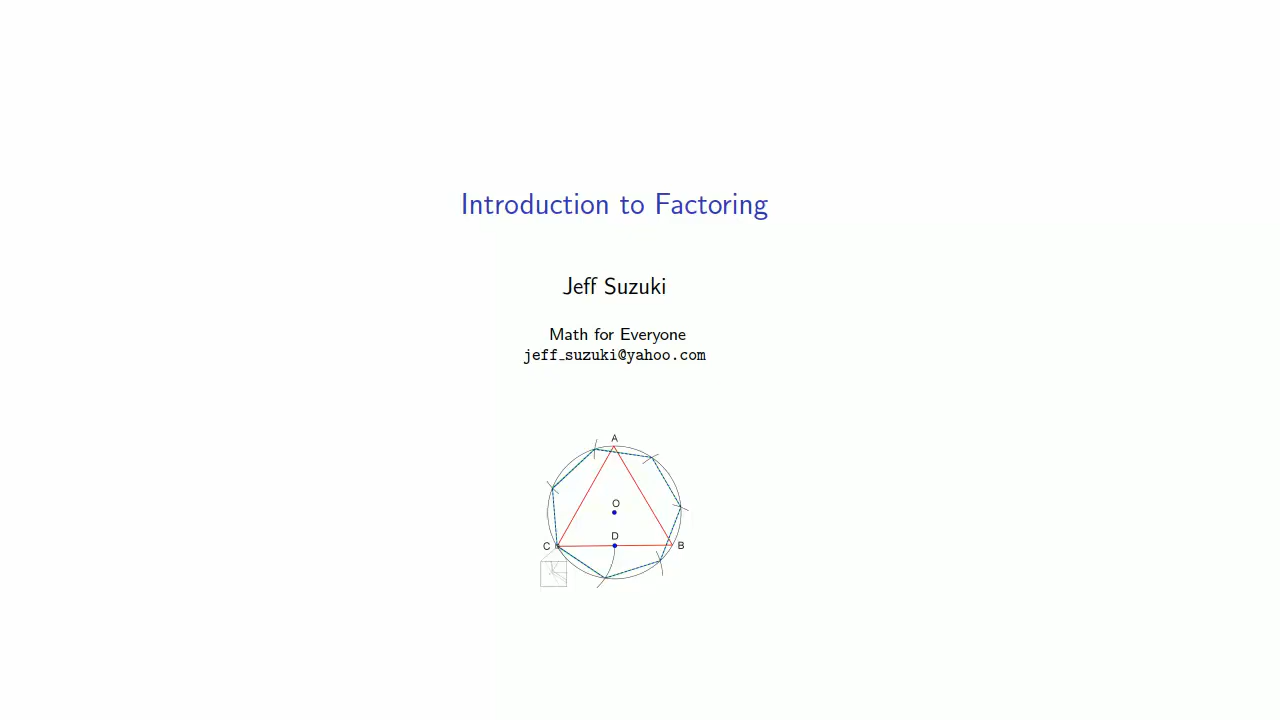 Introduction to Factoring
Jeff Suzuki
Math for Everyone
jeff_suzuki@yahoo.com
A
O
D
C
B